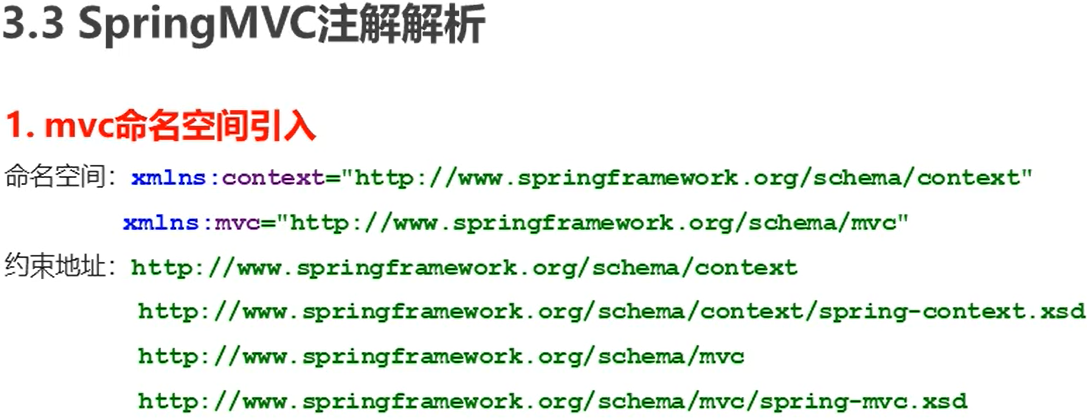 3.3 SpringMVC注解解析
1. mvc命名空间引入
命名空间：xmlns:context="http://www.springframework.org/schema/context"
xmlns:mvc="http://www.springframework.org/schema/mvc"
约束地址：http://www.springframework.org/schema/context
http://www.springframework.org/schema/context/spring-context.xsd
http://www.springframework.org/schema/mvc
http://www.springframework.org/schema/mvc/spring-mvc.xsd